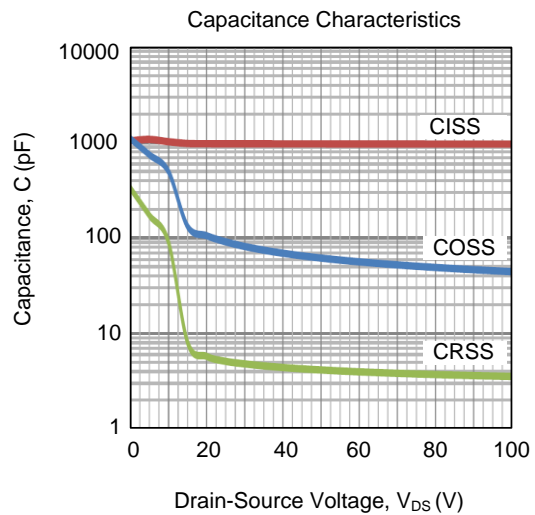 Capacitance Characteristics
10000
1000
100
10
1
Capacitance, C (pF)
CISS
COSS
CRSS
0 20 40 60 80 100
Drain-Source Voltage, VDS (V)